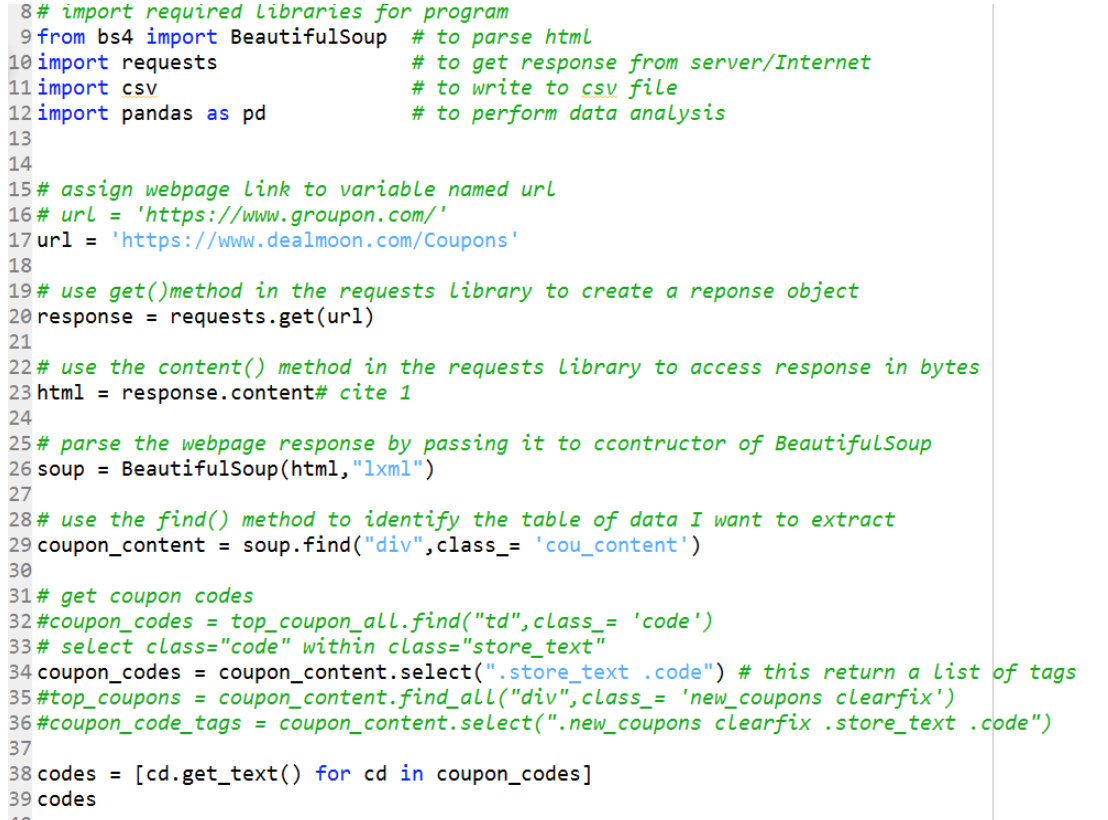 8 # import required libraries for program
9 from bs4 import BeautifulSoup  # to parse html
10 import requests                # to get response from server/Internet
11 import csv                     # to write to csv file
12 import pandas as pd            # to perform data analysis
13
14
15 # assign webpage link to variable named url
16 # url = 'https://www.groupon.com/'
17 url = 'https://www.dealmoon.com/Coupons'
18
19 # use get()method in the requests library to create a reponse object
20 response = requests.get(url)
21
22 # use the content() method in the requests library to access response in bytes
23 html = response.content# cite 1
24
25 # parse the webpage response by passing it to ccontructor of BeautifulSoup
26 soup = BeautifulSoup(html,"lxml")
27
28 # use the find() method to identify the table of data I want to extract
29 coupon_content = soup.find("div",class_= 'cou_content')
30
31 # get coupon codes
32 #coupon_codes = top_coupon_all.find("td",class_= 'code')
33 # select class="code" within class="store_text"
34 coupon_codes = coupon_content.select(".store_text .code") # this return a list of tags
35 #top_coupons = coupon_content.find_all("div",class_= 'new_coupons clearfix')
36 #coupon_code_tags = coupon_content.select(".new_coupons clearfix .store_text .code")
37
38 codes = [cd.get_text() for cd in coupon_codes]
39 codes